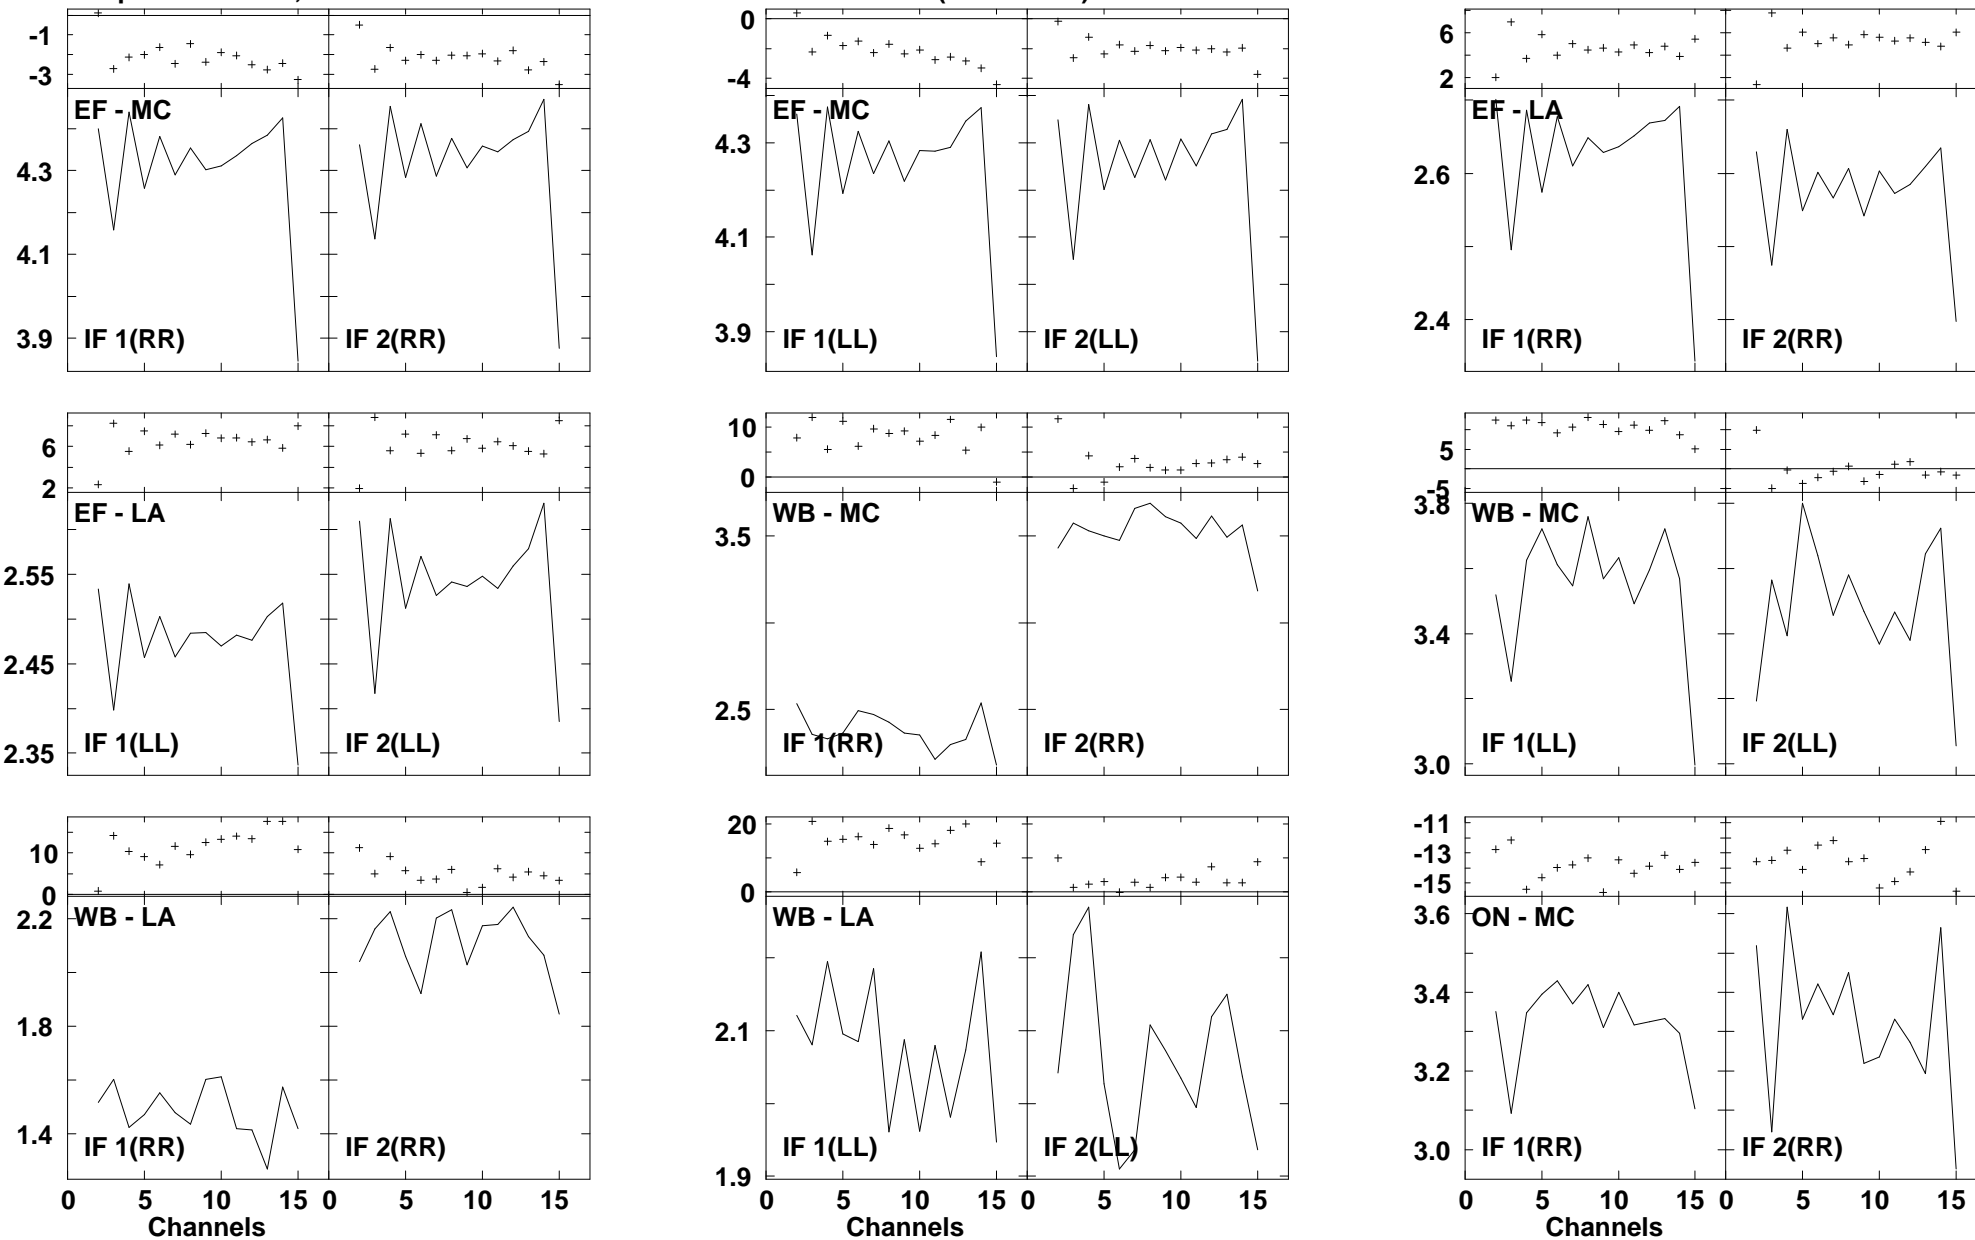 -1
-3
EF - MC
4.3
4.1
3.9
IF 1(RR)
IF 2(RR)
0
-4
EF - MC
4.3
4.1
3.9
IF 1(LL)
IF 2(LL)
6
2
EF - LA
2.6
2.4
IF 1(RR)
IF 2(RR)
6
2
EF - LA
2.55
2.45
2.35
IF 1(LL)
IF 2(LL)
10
0
WB - MC
3.5
2.5
IF 1(RR)
IF 2(RR)
5
-5
3.8
WB - MC
3.4
3.0
IF 1(LL)
IF 2(LL)
10
0
2.2
WB - LA
1.8
1.4
IF 1(RR)
IF 2(RR)
0 5 10 15 0 5 10 15
Channels
20
0
WB - LA
2.1
1.9
IF 1(LL)
IF 2(LL)
0 5 10 15 0 5 10 15
Channels
-11
-13
-15
3.6
ON - MC
3.4
3.2
3.0
IF 1(RR)
IF 2(RR)
0 5 10 15 0 5 10 15
Channels